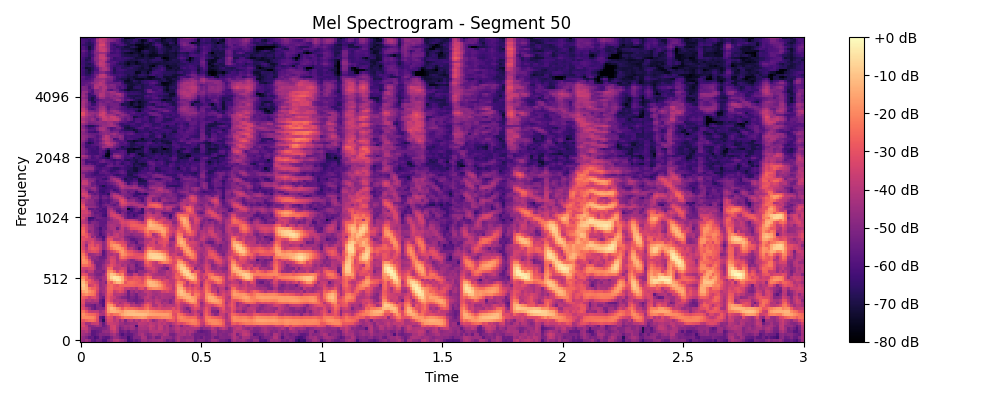 Mel Spectrogram - Segment 50
+0 dB
-10 dB
-20 dB
-30 dB
-40 dB
-50 dB
-60 dB
-70 dB
-80 dB
Frequency
4096
2048
1024
512
0
0
0.5
1
1.5
2
2.5
3
Time